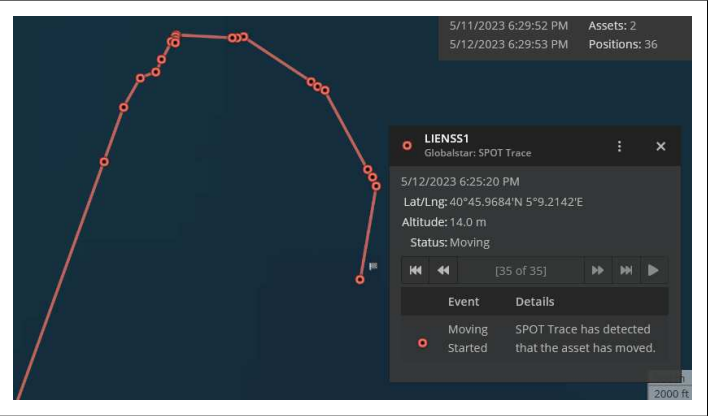 5/11/2023 6:29:52 PM Assets: 2
5/12/2023 6:29:53 PM Positions: 36
LIENSS1
Globalstar: SPOT Trace
5/12/2023 6:25:20 PM
Lat/Lng: 40°45.9684'N 5°9.2142'E
Altitude: 14.0 m
Status: Moving
[35 of 35]
Event Details
Moving Started SPOT Trace has detected that the asset has moved.
2000 ft